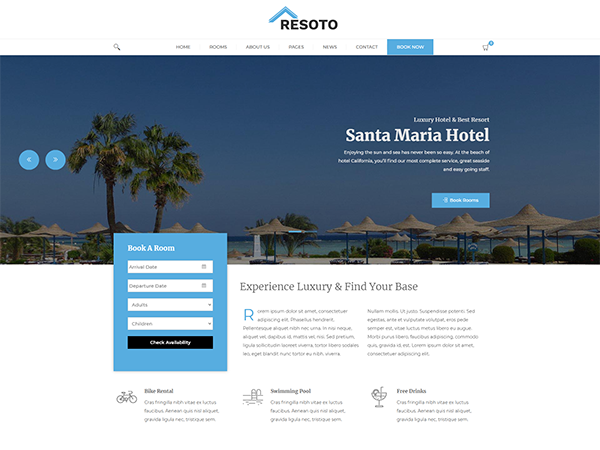 RESOTO
HOME ROOMS ABOUT US PAGES NEWS CONTACT BOOK NOW
Luxury Hotel & Best Resort
Santa Maria Hotel
Enjoying the sun and sea has never been so easy. At the beach of
hotel California, you'll find our most complete service, great seaside
and easy going staff.
Book Rooms
Book A Room
Arrival Date
Departure Date
Adults
Children
Check Availability
Experience Luxury & Find Your Base
Rorem ipsum dolor sit amet, consectetuer
adipiscing elit. Phasellus hendrerit.
Pellentesque aliquet nibh nec urna. In nisi neque,
aliquet vel, dapibus id, mattis vel, nisi. Sed pretium,
ligula sollicitudin laoreet, viverra, tortor libero sodales
leo, eget blandit nunc tortor eu nibh.
Nullam mollis. Ut justo. Suspendisse potenti. Sed
egestas, ante et vulputate volutpat, eros pede
semper est, vitae luctus metus libero eu augue.
Morbi purus libero, faucibus adipiscing, commodo
quis, gravida id, est. Lorem ipsum dolor sit amet,
consectetuer adipiscing elit.
Bike Rental
Cras fringilla nibh vitae ex luctus
faucibus. Aenean quis nisl aliquet,
gravida ligula nec, tristique sem.
Swimming Pool
Cras fringilla nibh vitae ex luctus
faucibus. Aenean quis nisl aliquet,
gravida ligula nec, tristique sem.
Free Drinks
Cras fringilla nibh vitae ex luctus
faucibus. Aenean quis nisl aliquet,
gravida ligula nec, tristique sem.